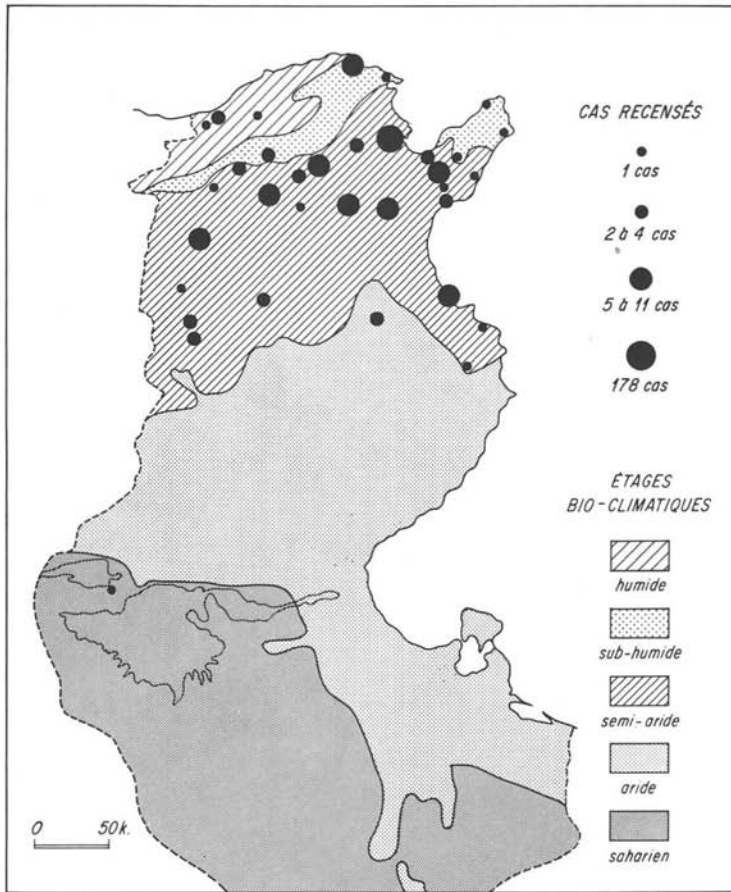 CAS RECENSÉS
1 cas
2 à 4 cas
5 à 11 cas
178 cas
ÉTAGES
BIO-CLIMATIQUES
humide
sub-humide
semi-aride
aride
saharien
0 50k.